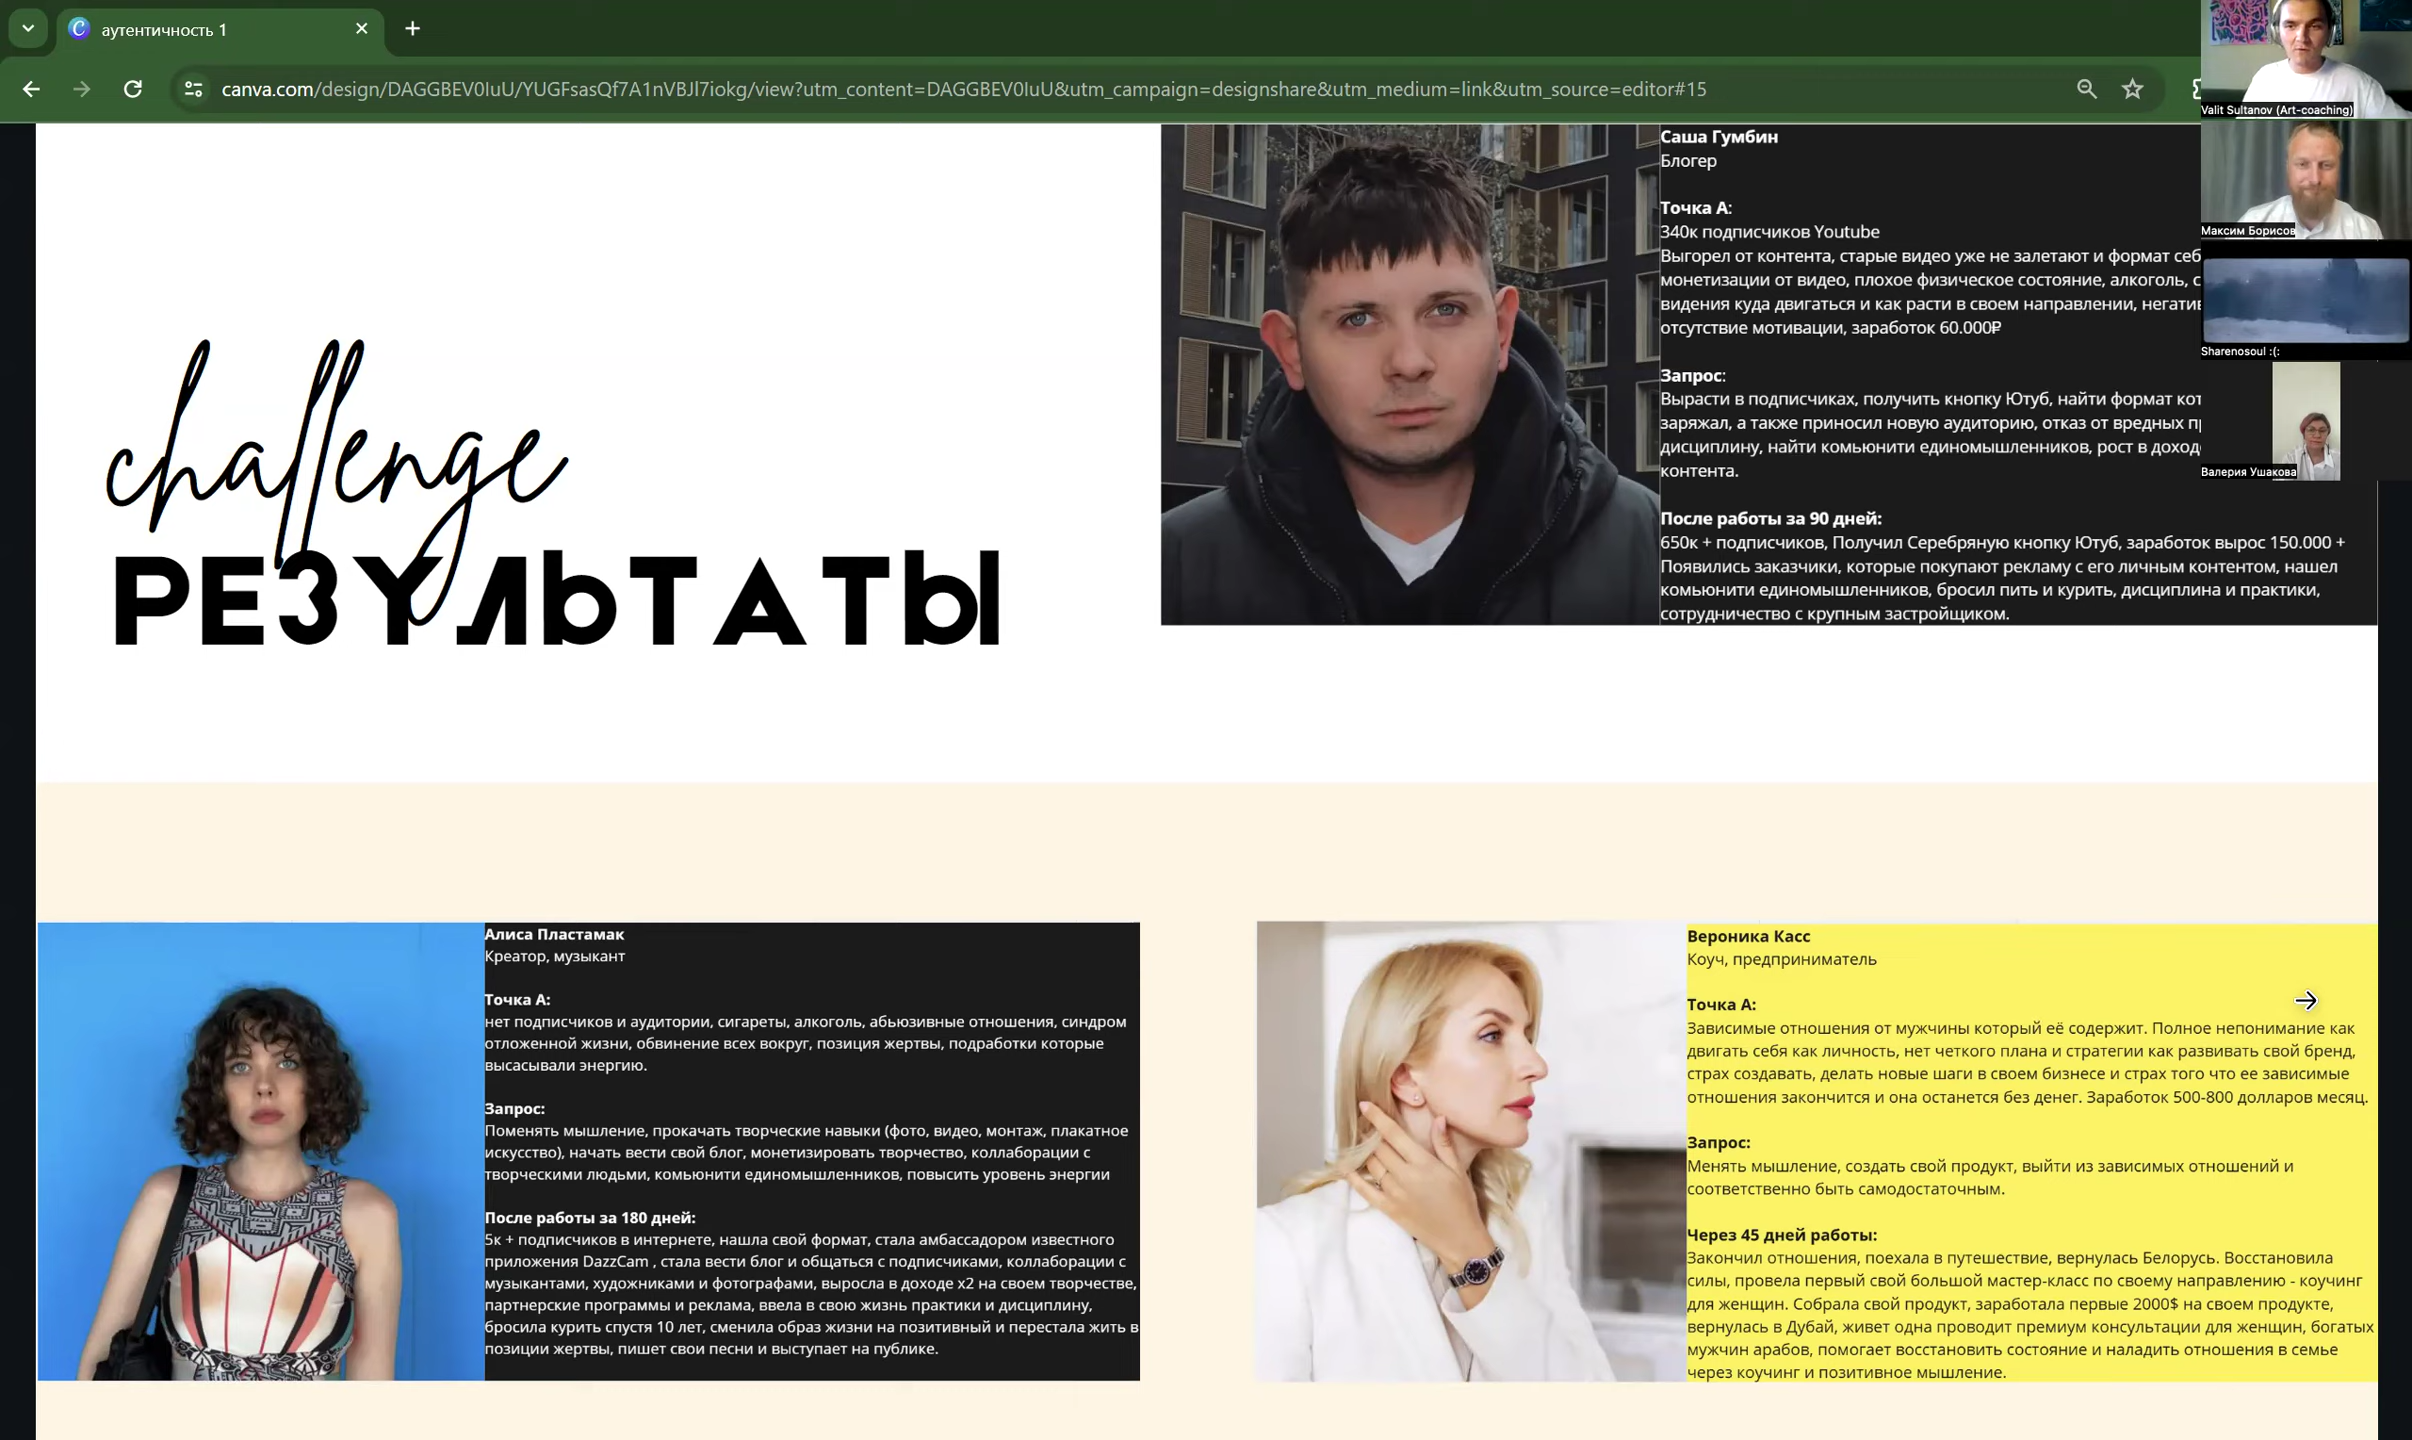 аутентичность 1
canva.com/design/DAGGBEV0IuU/YUGFsasQf7A1nVBJl7iokg/view?utm_content=DAGGBEV0IuU&utm_campaign=designshare&utm_medium=link&utm_source=editor#15
challenge
РЕЗУЛЬТАТЫ
Саша Гумбин
Блогер
Точка А:
340к подписчиков Youtube
Выгорел от контента, старые видео уже не залетают и формат
монетизации от видео, плохое физическое состояние, алкоголь,
видения куда двигаться и как расти в своем направлении,
отсутствие мотивации, заработок 60.000₽
Запрос:
Вырасти в подписчиках, получить кнопку Ютуб, найти формат
заряжал, а также приносил новую аудиторию, отказ от вредных
дисциплину, найти комьюнити единомышленников, рост в
контента.
После работы за 90 дней:
650к + подписчиков, Получил Серебряную кнопку Ютуб, заработок вырос 150.000 +
Появились заказчики, которые покупают рекламу с его личным контентом, нашел
комьюнити единомышленников, бросил пить и курить, дисциплина и практики,
сотрудничество с крупным застройщиком.
Valit Sultanov (Art-coaching)
Максим Борисов
Sharenosoul :(:
Валерия Ушакова
Алиса Пластамак
Креатор, музыкант
Точка А:
нет подписчиков и аудитории, сигареты, алкоголь, абьюзивные отношения, синдром
отложенной жизни, обвинение всех вокруг, позиция жертвы, подработки которые
высасывали энергию.
Запрос:
Поменять мышление, прокачать творческие навыки (фото, видео, монтаж, плакатное
искусство), начать вести свой блог, монетизировать творчество, коллаборации с
творческими людьми, комьюнити единомышленников, повысить уровень энергии
После работы за 180 дней:
5к + подписчиков в интернете, нашла свой формат, стала амбассадором известного
приложения DazzCam , стала вести блог и общаться с подписчиками, коллаборации с
музыкантами, художниками и фотографами, выросла в доходе х2 на своем творчестве,
партнерские программы и реклама, ввела в свою жизнь практики и дисциплину,
бросила курить спустя 10 лет, сменила образ жизни на позитивный и перестала жить в
позиции жертвы, пишет свои песни и выступает на публике.
Вероника Касс
Коуч, предприниматель
Точка А:
Зависимые отношения от мужчины который её содержит. Полное непонимание как
двигать себя как личность, нет четкого плана и стратегии как развивать свой бренд,
страх создавать, делать новые шаги в своем бизнесе и страх того что ее зависимые
отношения закончится и она останется без денег. Заработок 500-800 долларов месяц.
Запрос:
Менять мышление, создать свой продукт, выйти из зависимых отношений и
соответственно быть самодостаточным.
Через 45 дней работы:
Закончил отношения, поехала в путешествие, вернулась Белорусь. Восстановила
силы, провела первый свой большой мастер-класс по своему направлению - коучинг
для женщин. Собрала свой продукт, заработала первые 2000$ на своем продукте,
вернулась в Дубай, живет одна проводит премиум консультации для женщин, богатых
мужчин арабов, помогает восстановить состояние и наладить отношения в семье
через коучинг и позитивное мышление.